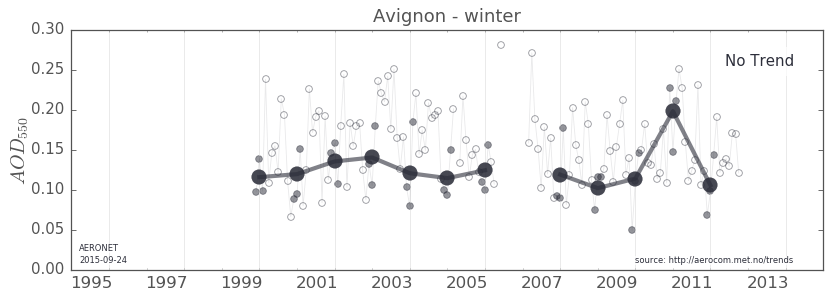 Avignon - winter
0.30
0.25
0.20
0.15
0.10
0.05
0.00
AOD550
No Trend
AERONET
2015-09-24
source: http://aerocom.met.no/trends
1995 1997 1999 2001 2003 2005 2007 2009 2011 2013